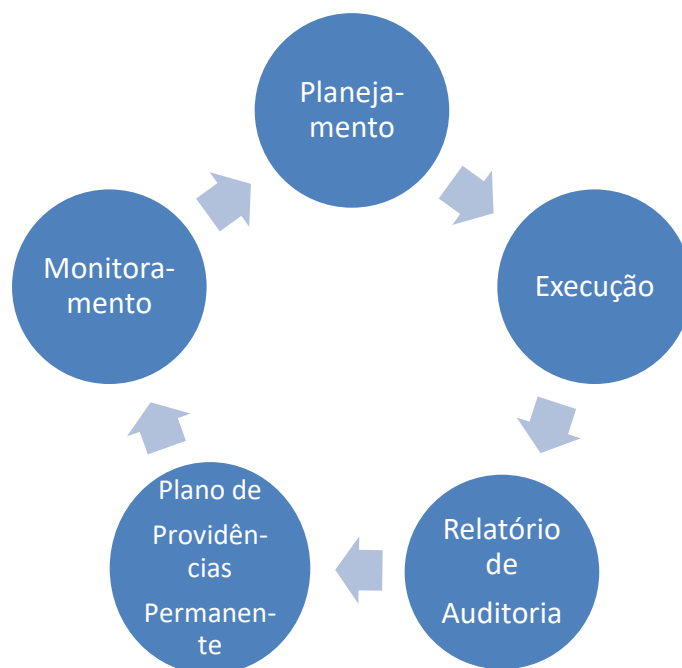 Planeja-
mento
Execução
Relatório
de
Auditoria
Plano de
Providên-
cias
Permanen-
te
Monitora-
mento